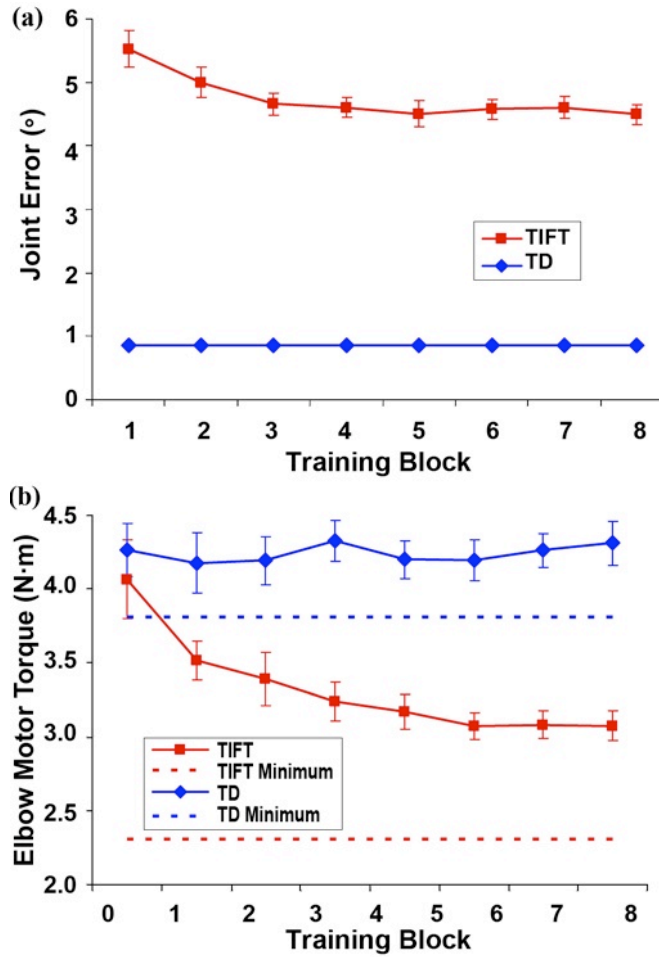 (a)
6
5
4
3
2
1
0
Joint Error (°)
TIFT
TD
1 2 3 4 5 6 7 8
Training Block
(b)
4.5
4.0
3.5
3.0
2.5
2.0
Elbow Motor Torque (N·m)
TIFT
TIFT Minimum
TD
TD Minimum
0 1 2 3 4 5 6 7 8
Training Block